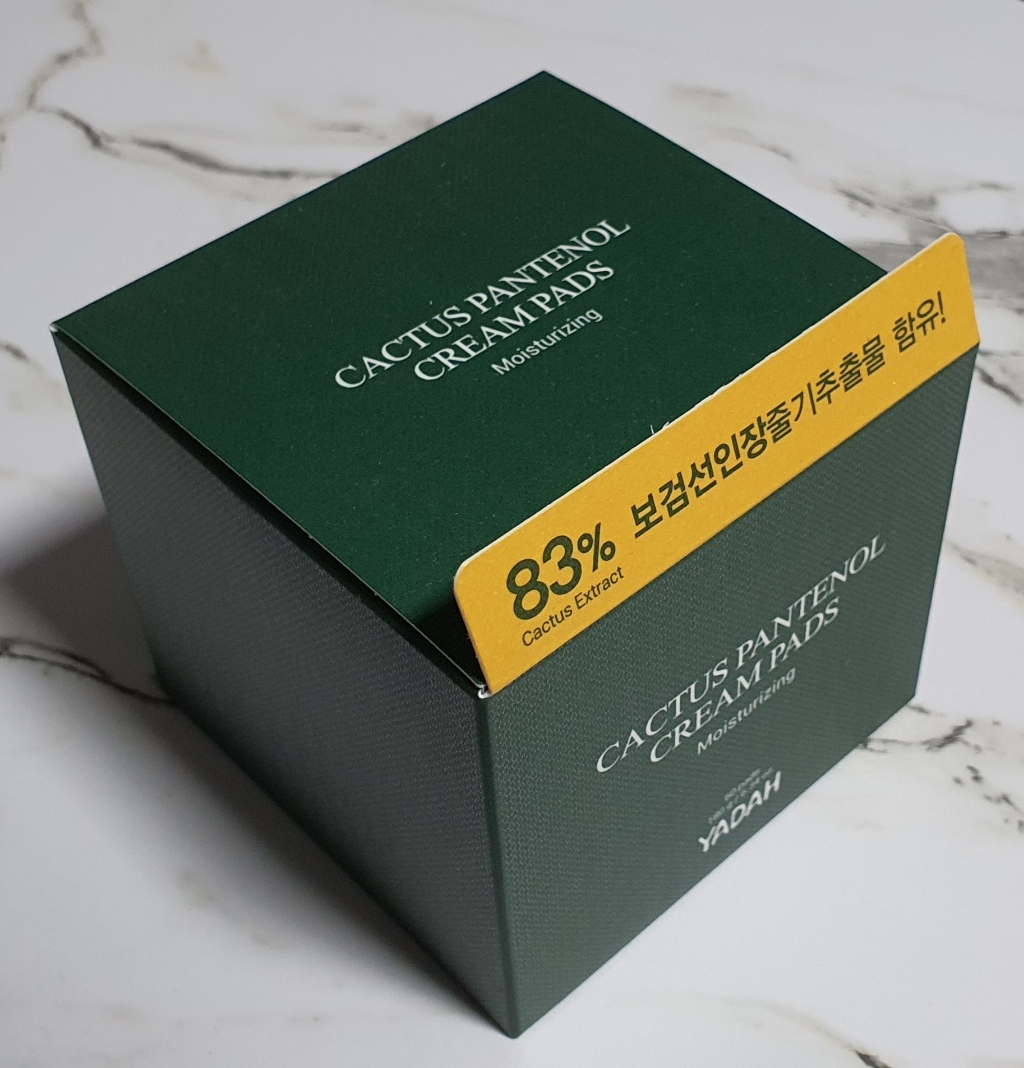 CACTUS PANTENOL
CREAM PADS
Moisturizing
83% 보검선인장줄기추출물 함유!
Cactus Extract
CACTUS PANTENOL
CREAM PADS
Moisturizing
YADAH